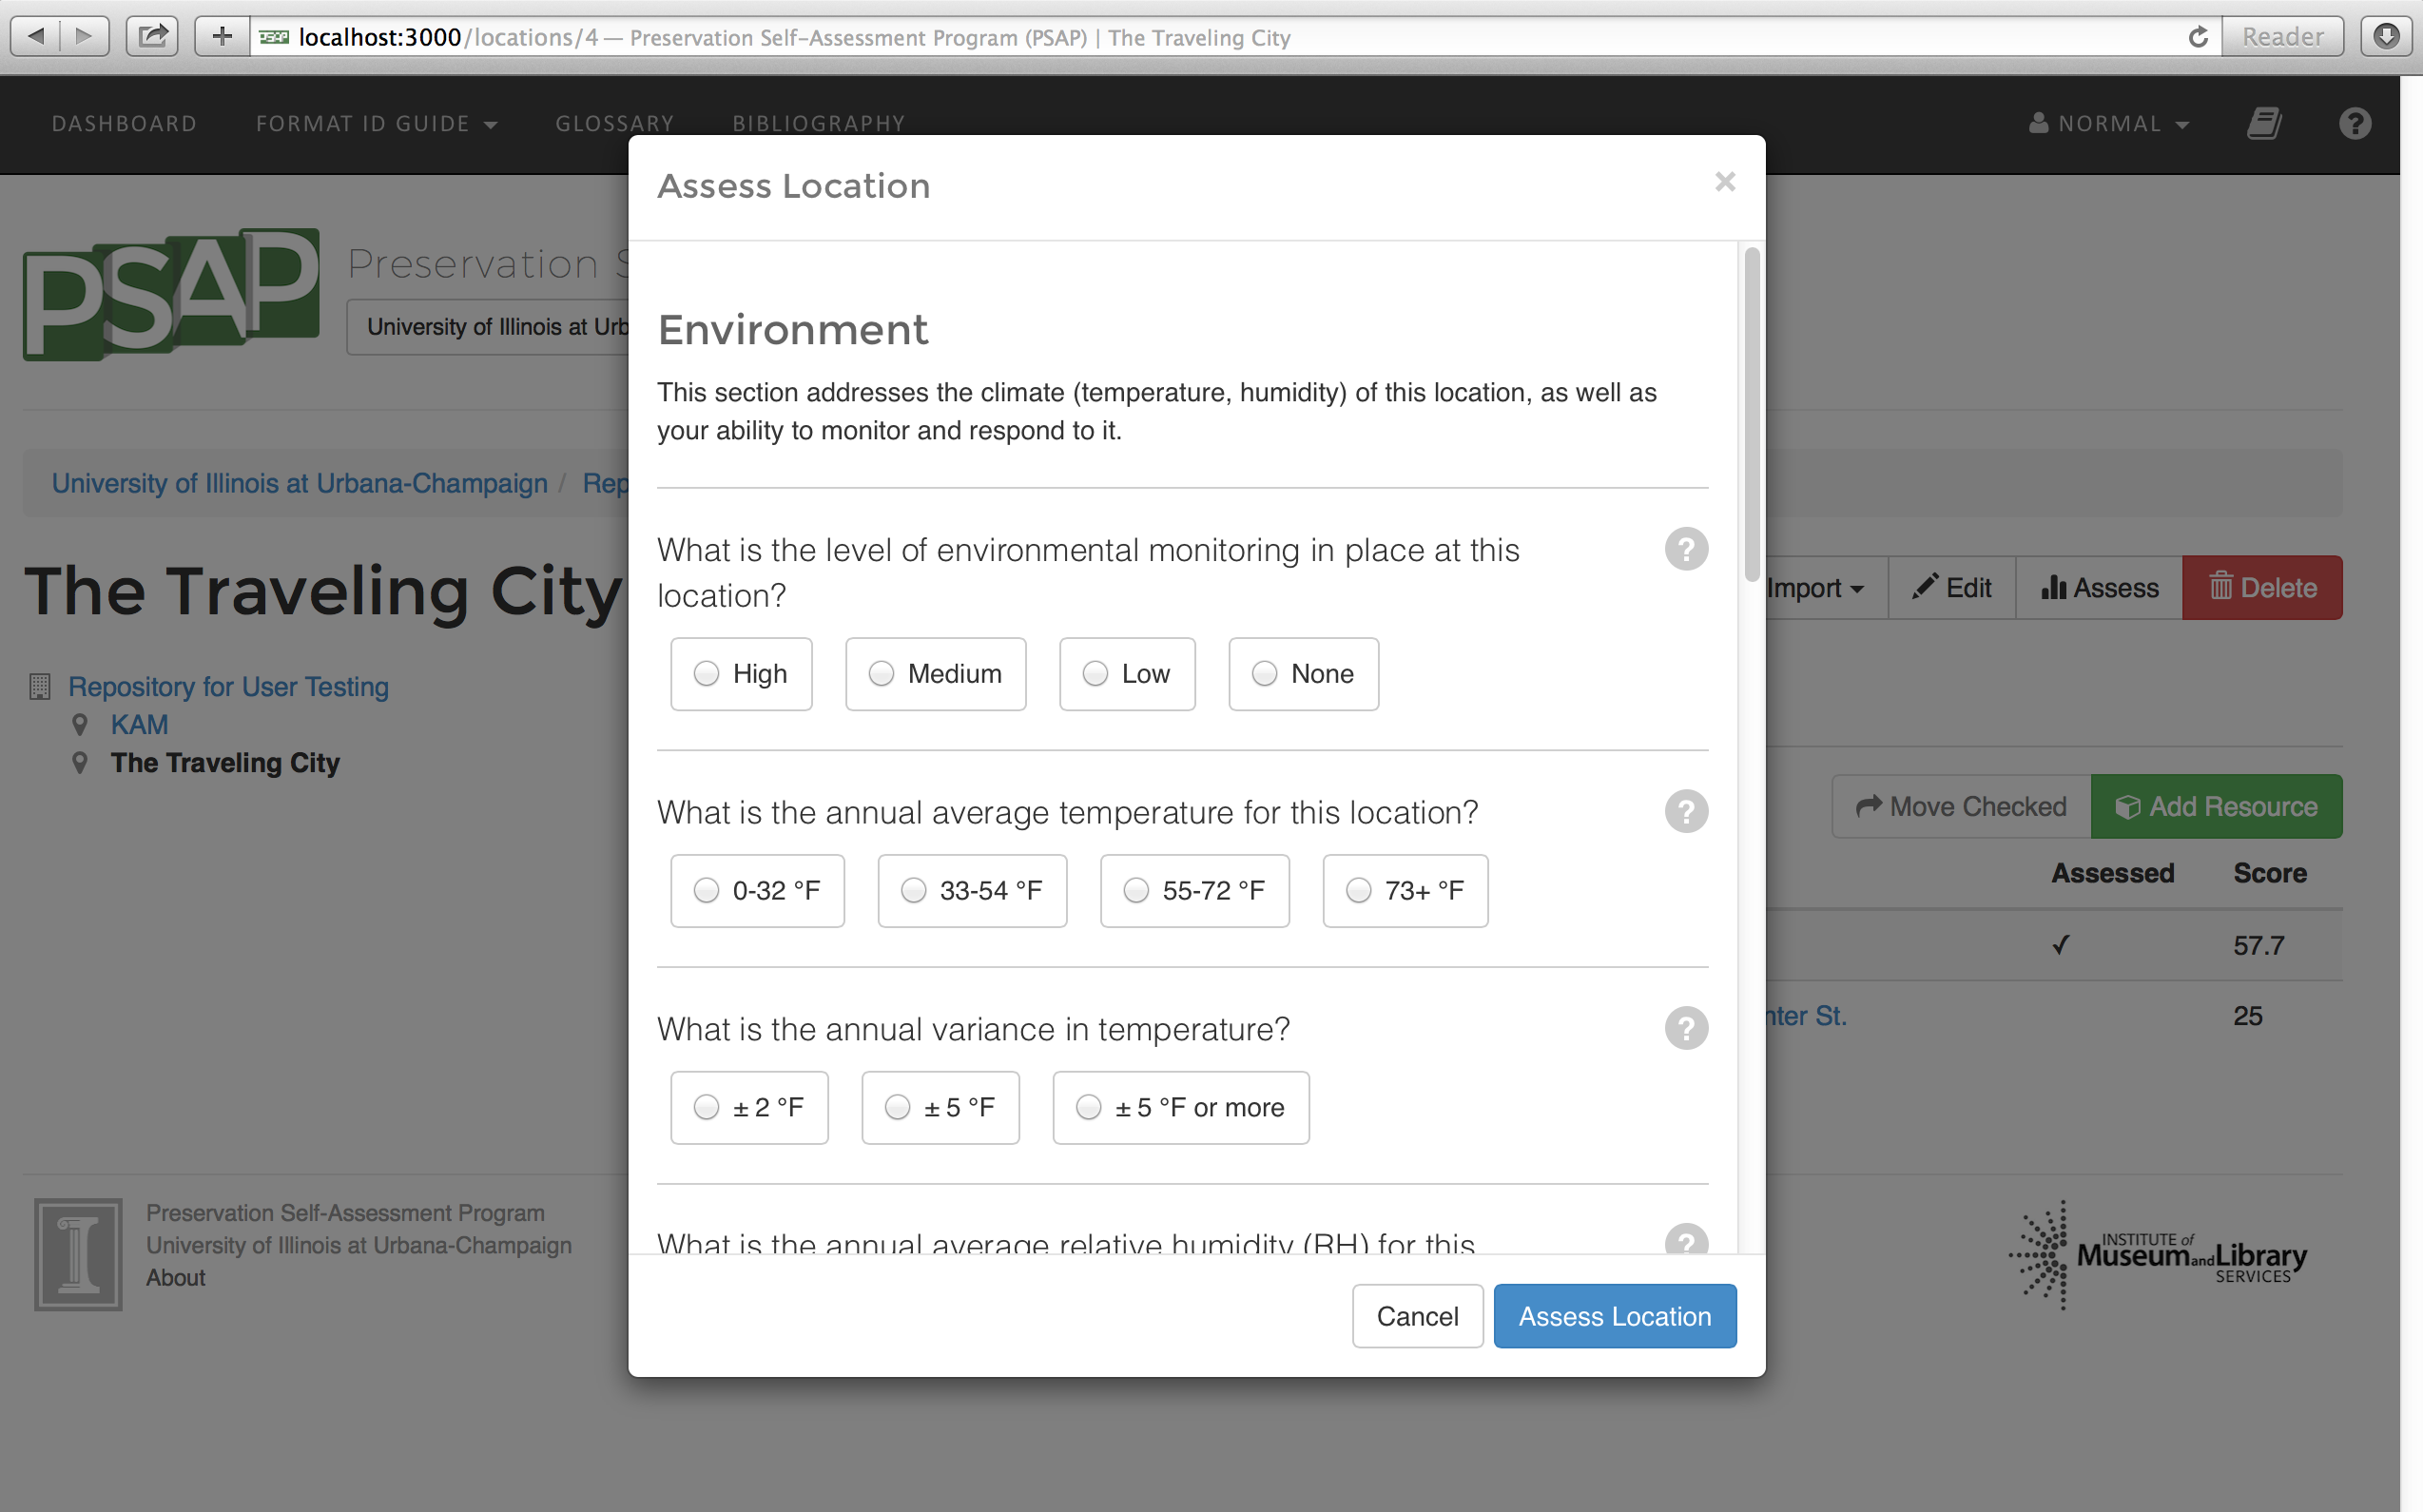 localhost:3000/locations/4 — Preservation Self-Assessment Program (PSAP) | The Traveling City
Reader
DASHBOARD
FORMAT ID GUIDE
GLOSSARY
BIBLIOGRAPHY
NORMAL
PSAP
Preservation
University of Illinois at Urb
University of Illinois at Urbana-Champaign / Rep
The Traveling City
Import
Edit
Assess
Delete
Repository for User Testing
KAM
The Traveling City
Move Checked
Add Resource
Assessed
Score
57.7
nter St.
25
Assess Location
×
Environment
This section addresses the climate (temperature, humidity) of this location, as well as
your ability to monitor and respond to it.
What is the level of environmental monitoring in place at this
location?
?
High
Medium
Low
None
What is the annual average temperature for this location?
?
0-32 °F
33-54 °F
55-72 °F
73+ °F
What is the annual variance in temperature?
?
± 2 °F
± 5 °F
± 5 °F or more
What is the annual average relative humidity (RH) for this
?
Cancel
Assess Location
Preservation Self-Assessment Program
University of Illinois at Urbana-Champaign
About
INSTITUTE of
Museum and Library
SERVICES